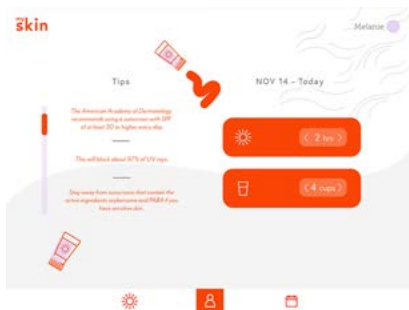 my
skin
Melanie
Tips
NOV 14 - Today
The American Academy of Dermatology
recommends using a sunscreen with SPF
of at least 30 or higher every day.
< 2 hrs >
This will block about 97% of UV rays.
< 4 cups >
Stay away from sunscreens that contain the
active ingredients oxybenzone and PABA if you
have sensitive skin.